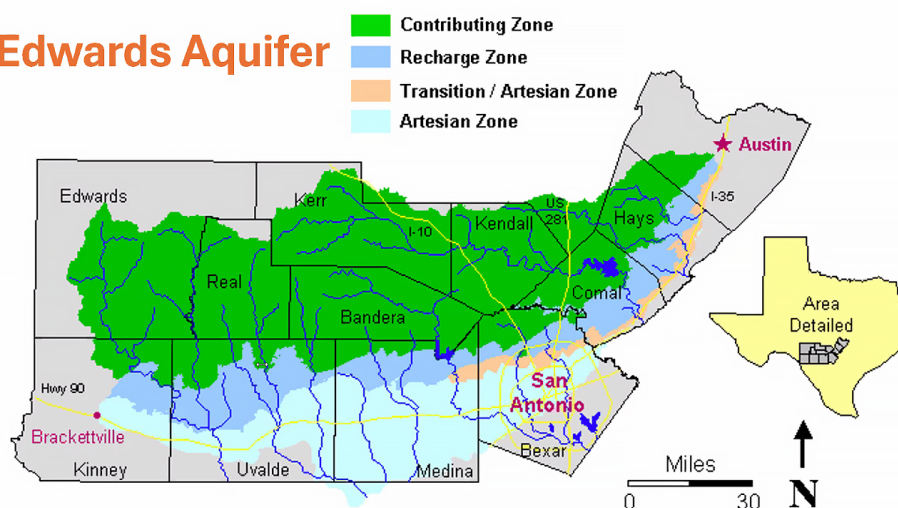 Edwards Aquifer
Contributing Zone
Recharge Zone
Transition / Artesian Zone
Artesian Zone
Austin
Edwards
Kerr
I-10
Kendall
US
281
Hays
I-35
Real
Bandera
Comal
Area
Detailed
Hwy 90
San
Antonio
Brackettville
Kinney
Uvalde
Medina
Bexar
Miles
0
30
N